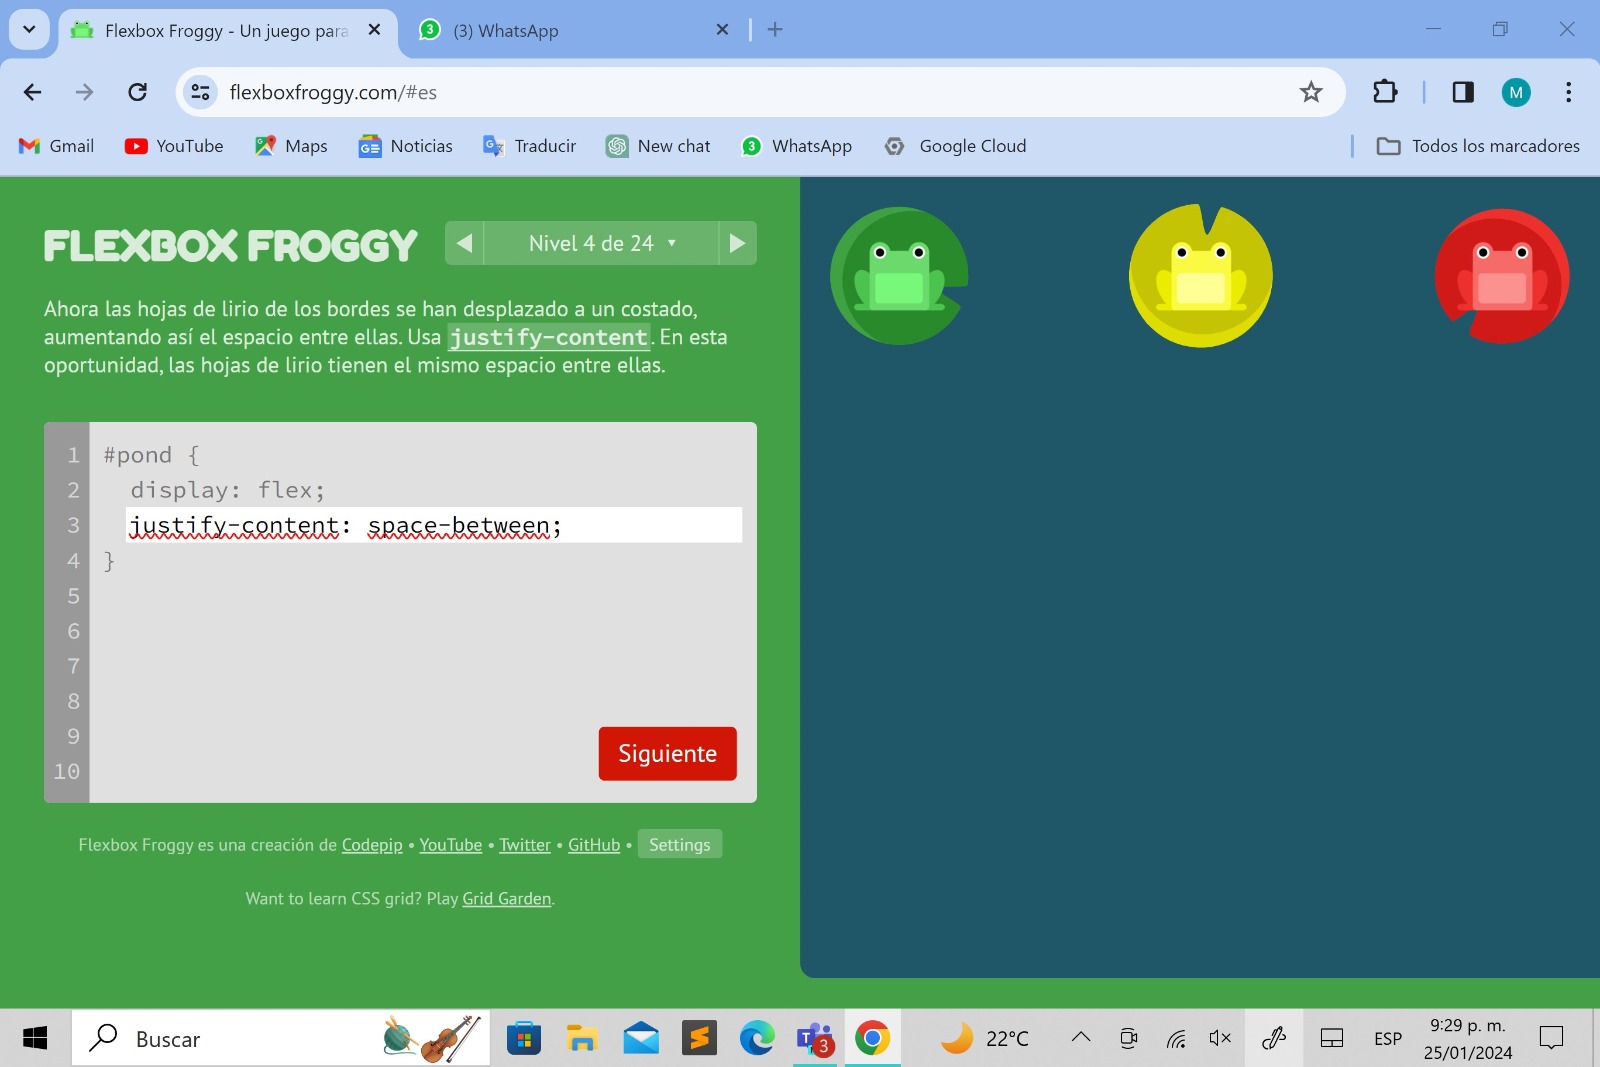 Flexbox Froggy - Un juego para
3 (3) WhatsApp
flexboxfroggy.com/#es
M
Gmail YouTube Maps Noticias Traducir New chat 3 WhatsApp Google Cloud Todos los marcadores
FLEXBOX FROGGY
Nivel 4 de 24
Ahora las hojas de lirio de los bordes se han desplazado a un costado,
aumentando así el espacio entre ellas. Usa justify-content. En esta
oportunidad, las hojas de lirio tienen el mismo espacio entre ellas.
1 #pond {
2 display: flex;
3 justify-content: space-between;
4 }
5
6
7
8
9
10
Siguiente
Flexbox Froggy es una creación de Codepip • YouTube • Twitter • GitHub • Settings
Want to learn CSS grid? Play Grid Garden.
Buscar
3
22°C
ESP
9:29 p. m.
25/01/2024